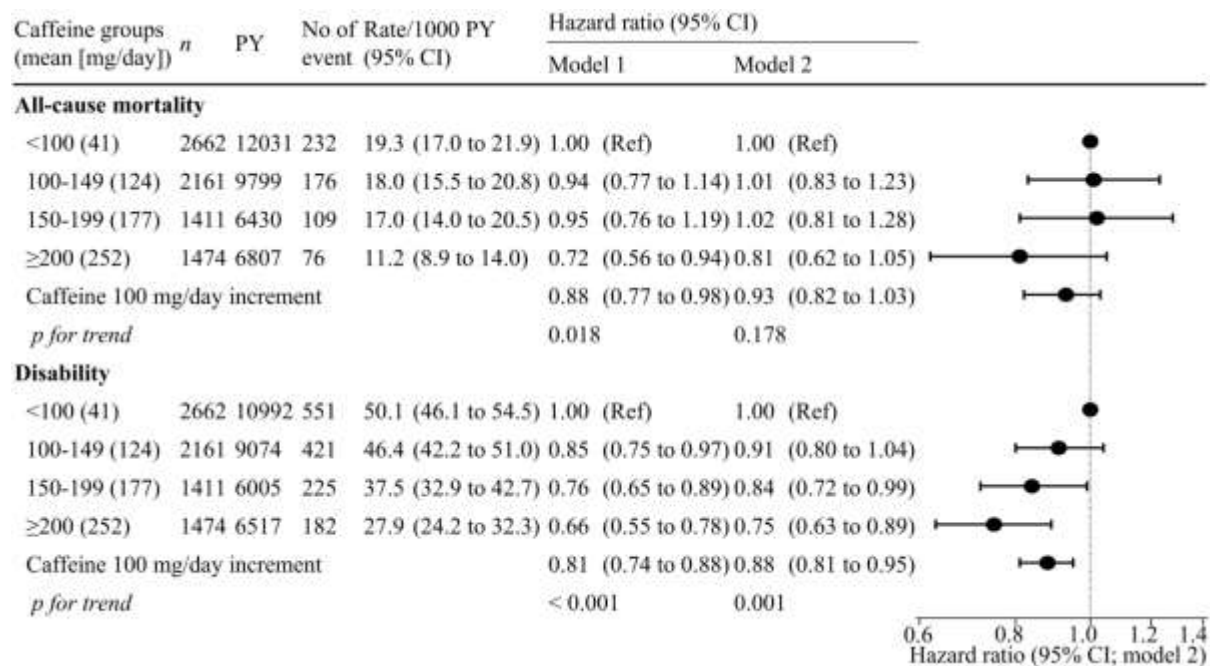 Caffeine groups n PY No of Rate/1000 PY Hazard ratio (95% CI)
(mean [mg/day]) event (95% CI) Model 1 Model 2
All-cause mortality
<100 (41) 2662 12031 232 19.3 (17.0 to 21.9) 1.00 (Ref) 1.00 (Ref)
100-149 (124) 2161 9799 176 18.0 (15.5 to 20.8) 0.94 (0.77 to 1.14) 1.01 (0.83 to 1.23)
150-199 (177) 1411 6430 109 17.0 (14.0 to 20.5) 0.95 (0.76 to 1.19) 1.02 (0.81 to 1.28)
≥200 (252) 1474 6807 76 11.2 (8.9 to 14.0) 0.72 (0.56 to 0.94) 0.81 (0.62 to 1.05)
Caffeine 100 mg/day increment 0.88 (0.77 to 0.98) 0.93 (0.82 to 1.03)
p for trend 0.018 0.178
Disability
<100 (41) 2662 10992 551 50.1 (46.1 to 54.5) 1.00 (Ref) 1.00 (Ref)
100-149 (124) 2161 9074 421 46.4 (42.2 to 51.0) 0.85 (0.75 to 0.97) 0.91 (0.80 to 1.04)
150-199 (177) 1411 6005 225 37.5 (32.9 to 42.7) 0.76 (0.65 to 0.89) 0.84 (0.72 to 0.99)
≥200 (252) 1474 6517 182 27.9 (24.2 to 32.3) 0.66 (0.55 to 0.78) 0.75 (0.63 to 0.89)
Caffeine 100 mg/day increment 0.81 (0.74 to 0.88) 0.88 (0.81 to 0.95)
p for trend < 0.001 0.001
0.6 0.8 1.0 1.2 1.4
Hazard ratio (95% CI; model 2)